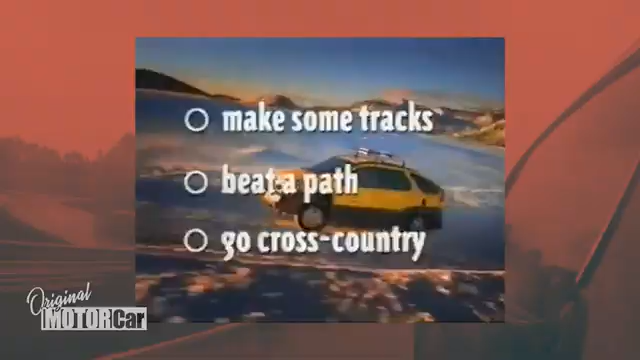 make some tracks
beat a path
go cross-country
Original
MOTORCar